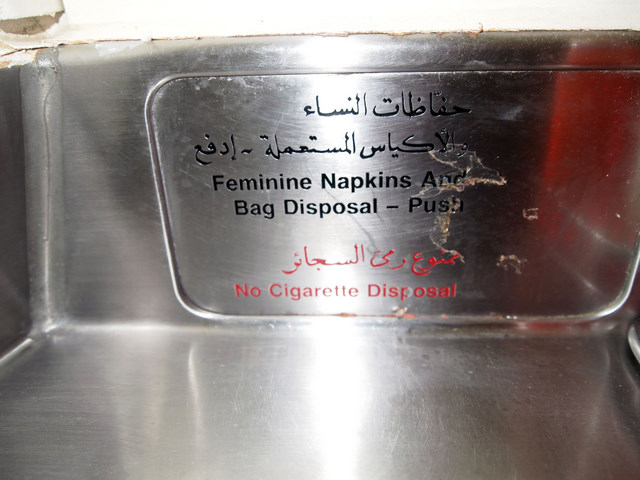 حفاظات النساء
والأكياس المستعملة - إدفع
Feminine Napkins And
Bag Disposal – Push
ممنوع رمي السجائر
No Cigarette Disposal